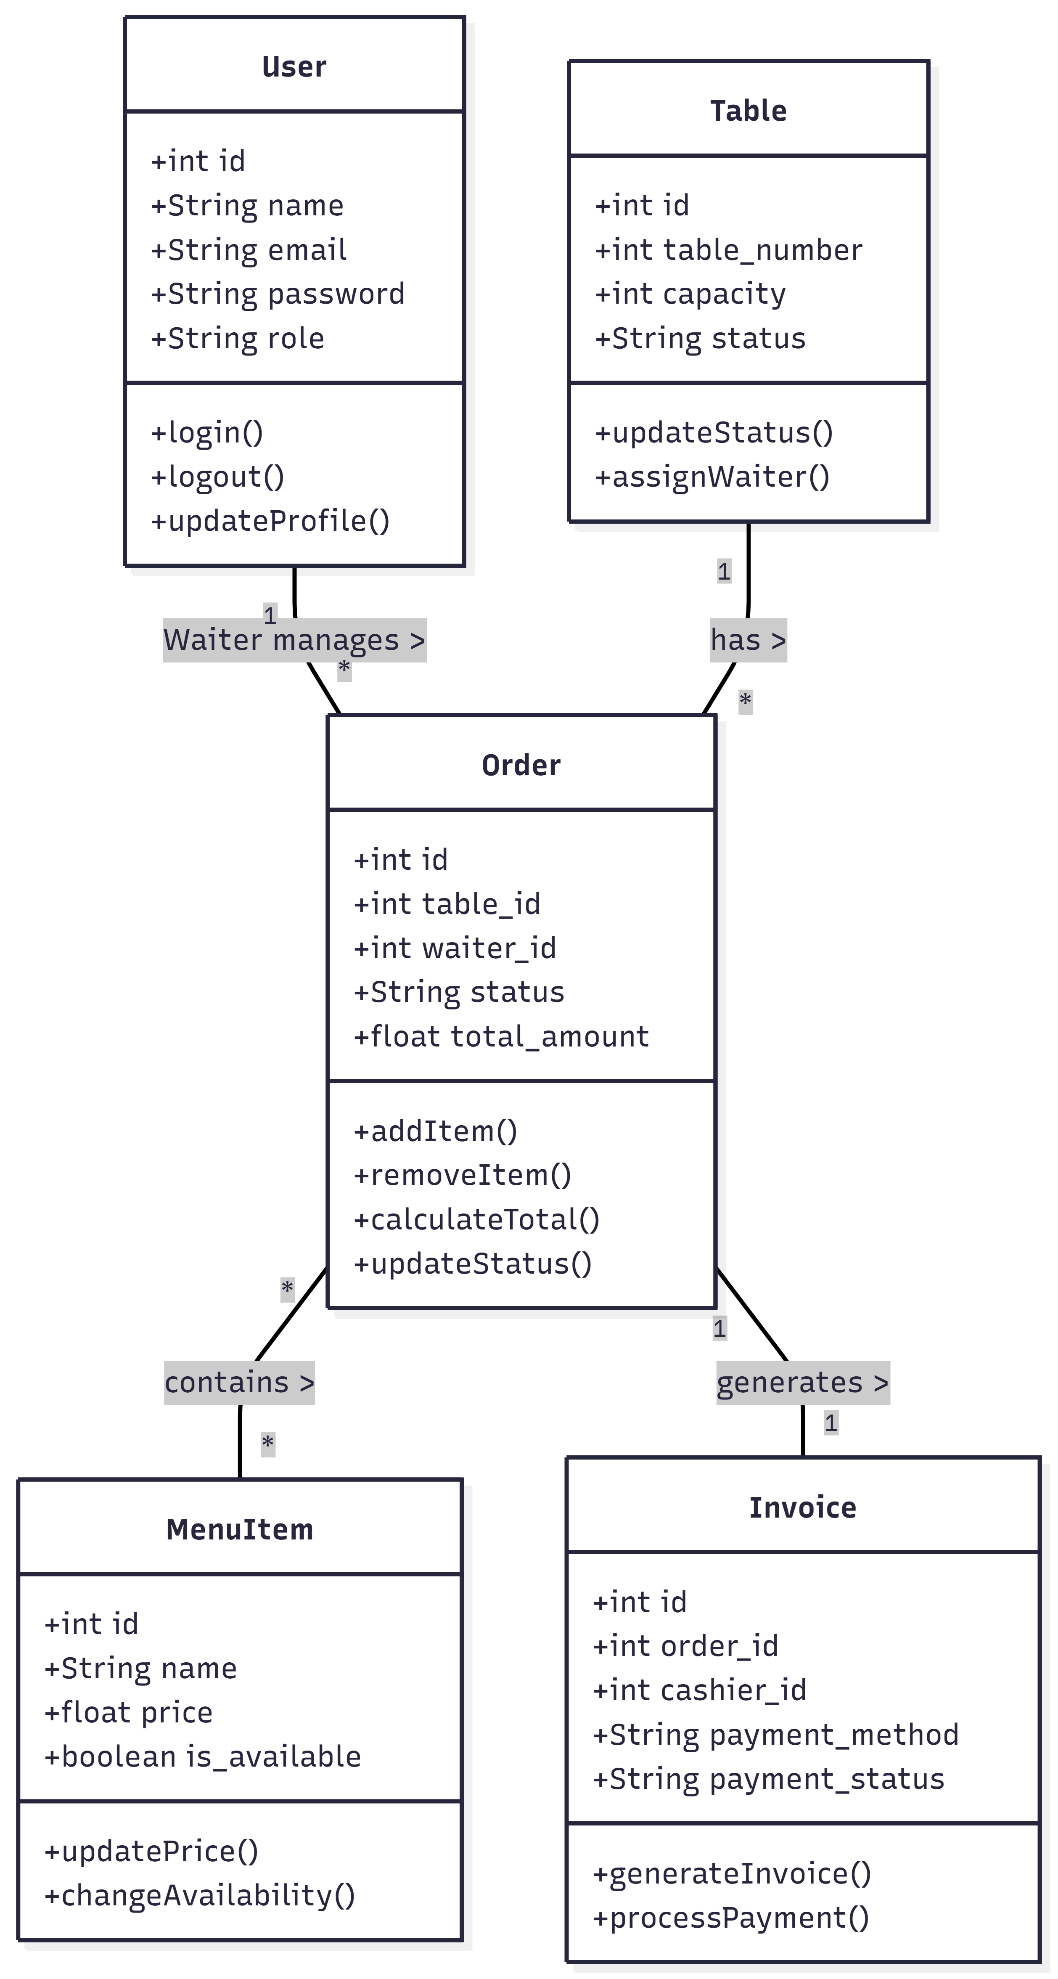 User
+int id
+String name
+String email
+String password
+String role
+login()
+logout()
+updateProfile()
Table
+int id
+int table_number
+int capacity
+String status
+updateStatus()
+assignWaiter()
1
Waiter manages >
*
1
has >
*
Order
+int id
+int table_id
+int waiter_id
+String status
+float total_amount
+addItem()
+removeItem()
+calculateTotal()
+updateStatus()
*
contains >
*
1
generates >
1
MenuItem
+int id
+String name
+float price
+boolean is_available
+updatePrice()
+changeAvailability()
Invoice
+int id
+int order_id
+int cashier_id
+String payment_method
+String payment_status
+generateInvoice()
+processPayment()